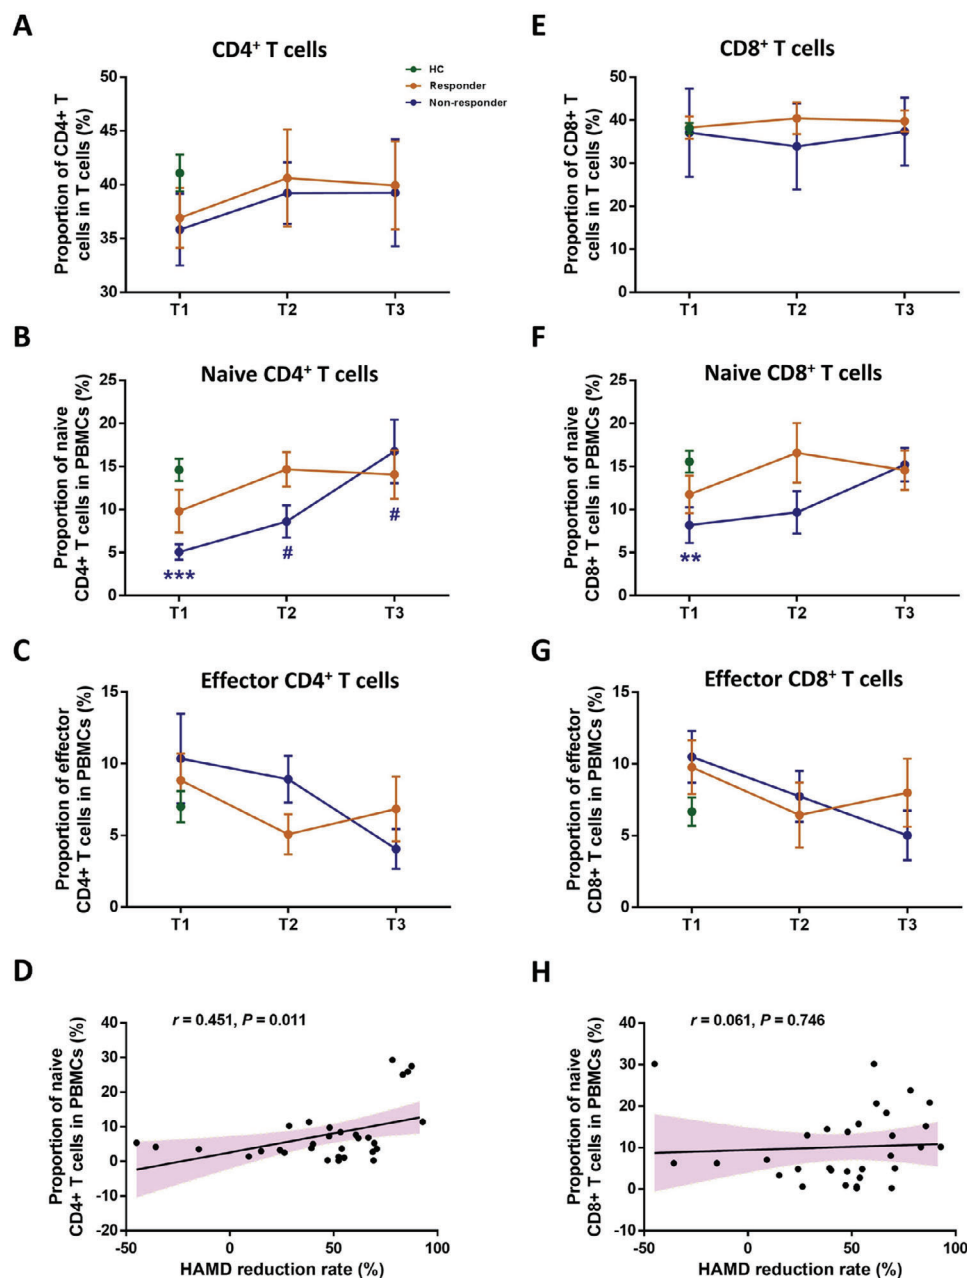 A
CD4+ T cells
HC
Responder
Non-responder
Proportion of CD4+ T
cells in T cells (%)
50
45
40
35
30
T1
T2
T3
E
CD8+ T cells
Proportion of CD8+ T
cells in T cells (%)
50
40
30
20
10
0
T1
T2
T3
B
Naive CD4+ T cells
Proportion of naive
CD4+ T cells in PBMCs (%)
25
20
15
10
5
0
***
#
#
T1
T2
T3
F
Naive CD8+ T cells
Proportion of naive
CD8+ T cells in PBMCs (%)
25
20
15
10
5
0
**
T1
T2
T3
C
Effector CD4+ T cells
Proportion of effector
CD4+ T cells in PBMCs (%)
15
10
5
0
T1
T2
T3
G
Effector CD8+ T cells
Proportion of effector
CD8+ T cells in PBMCs (%)
15
10
5
0
T1
T2
T3
D
r = 0.451, P = 0.011
Proportion of naive
CD4+ T cells in PBMCs (%)
40
30
20
10
0
-10
-20
-50
0
50
100
HAMD reduction rate (%)
H
r = 0.061, P = 0.746
Proportion of naive
CD8+ T cells in PBMCs (%)
40
30
20
10
0
-10
-50
0
50
100
HAMD reduction rate (%)